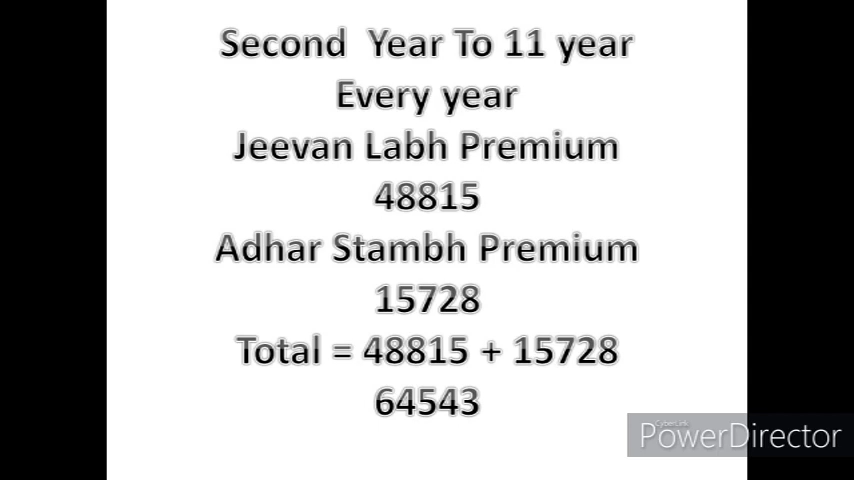 Second Year To 11 year
Every year
Jeevan Labh Premium
48815
Adhar Stambh Premium
15728
Total = 48815 + 15728
64543
CyberLink
PowerDirector